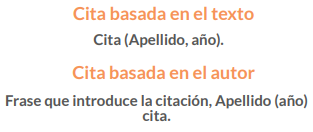 Cita basada en el texto
Cita (Apellido, año).
Cita basada en el autor
Frase que introduce la citación, Apellido (año)
cita.